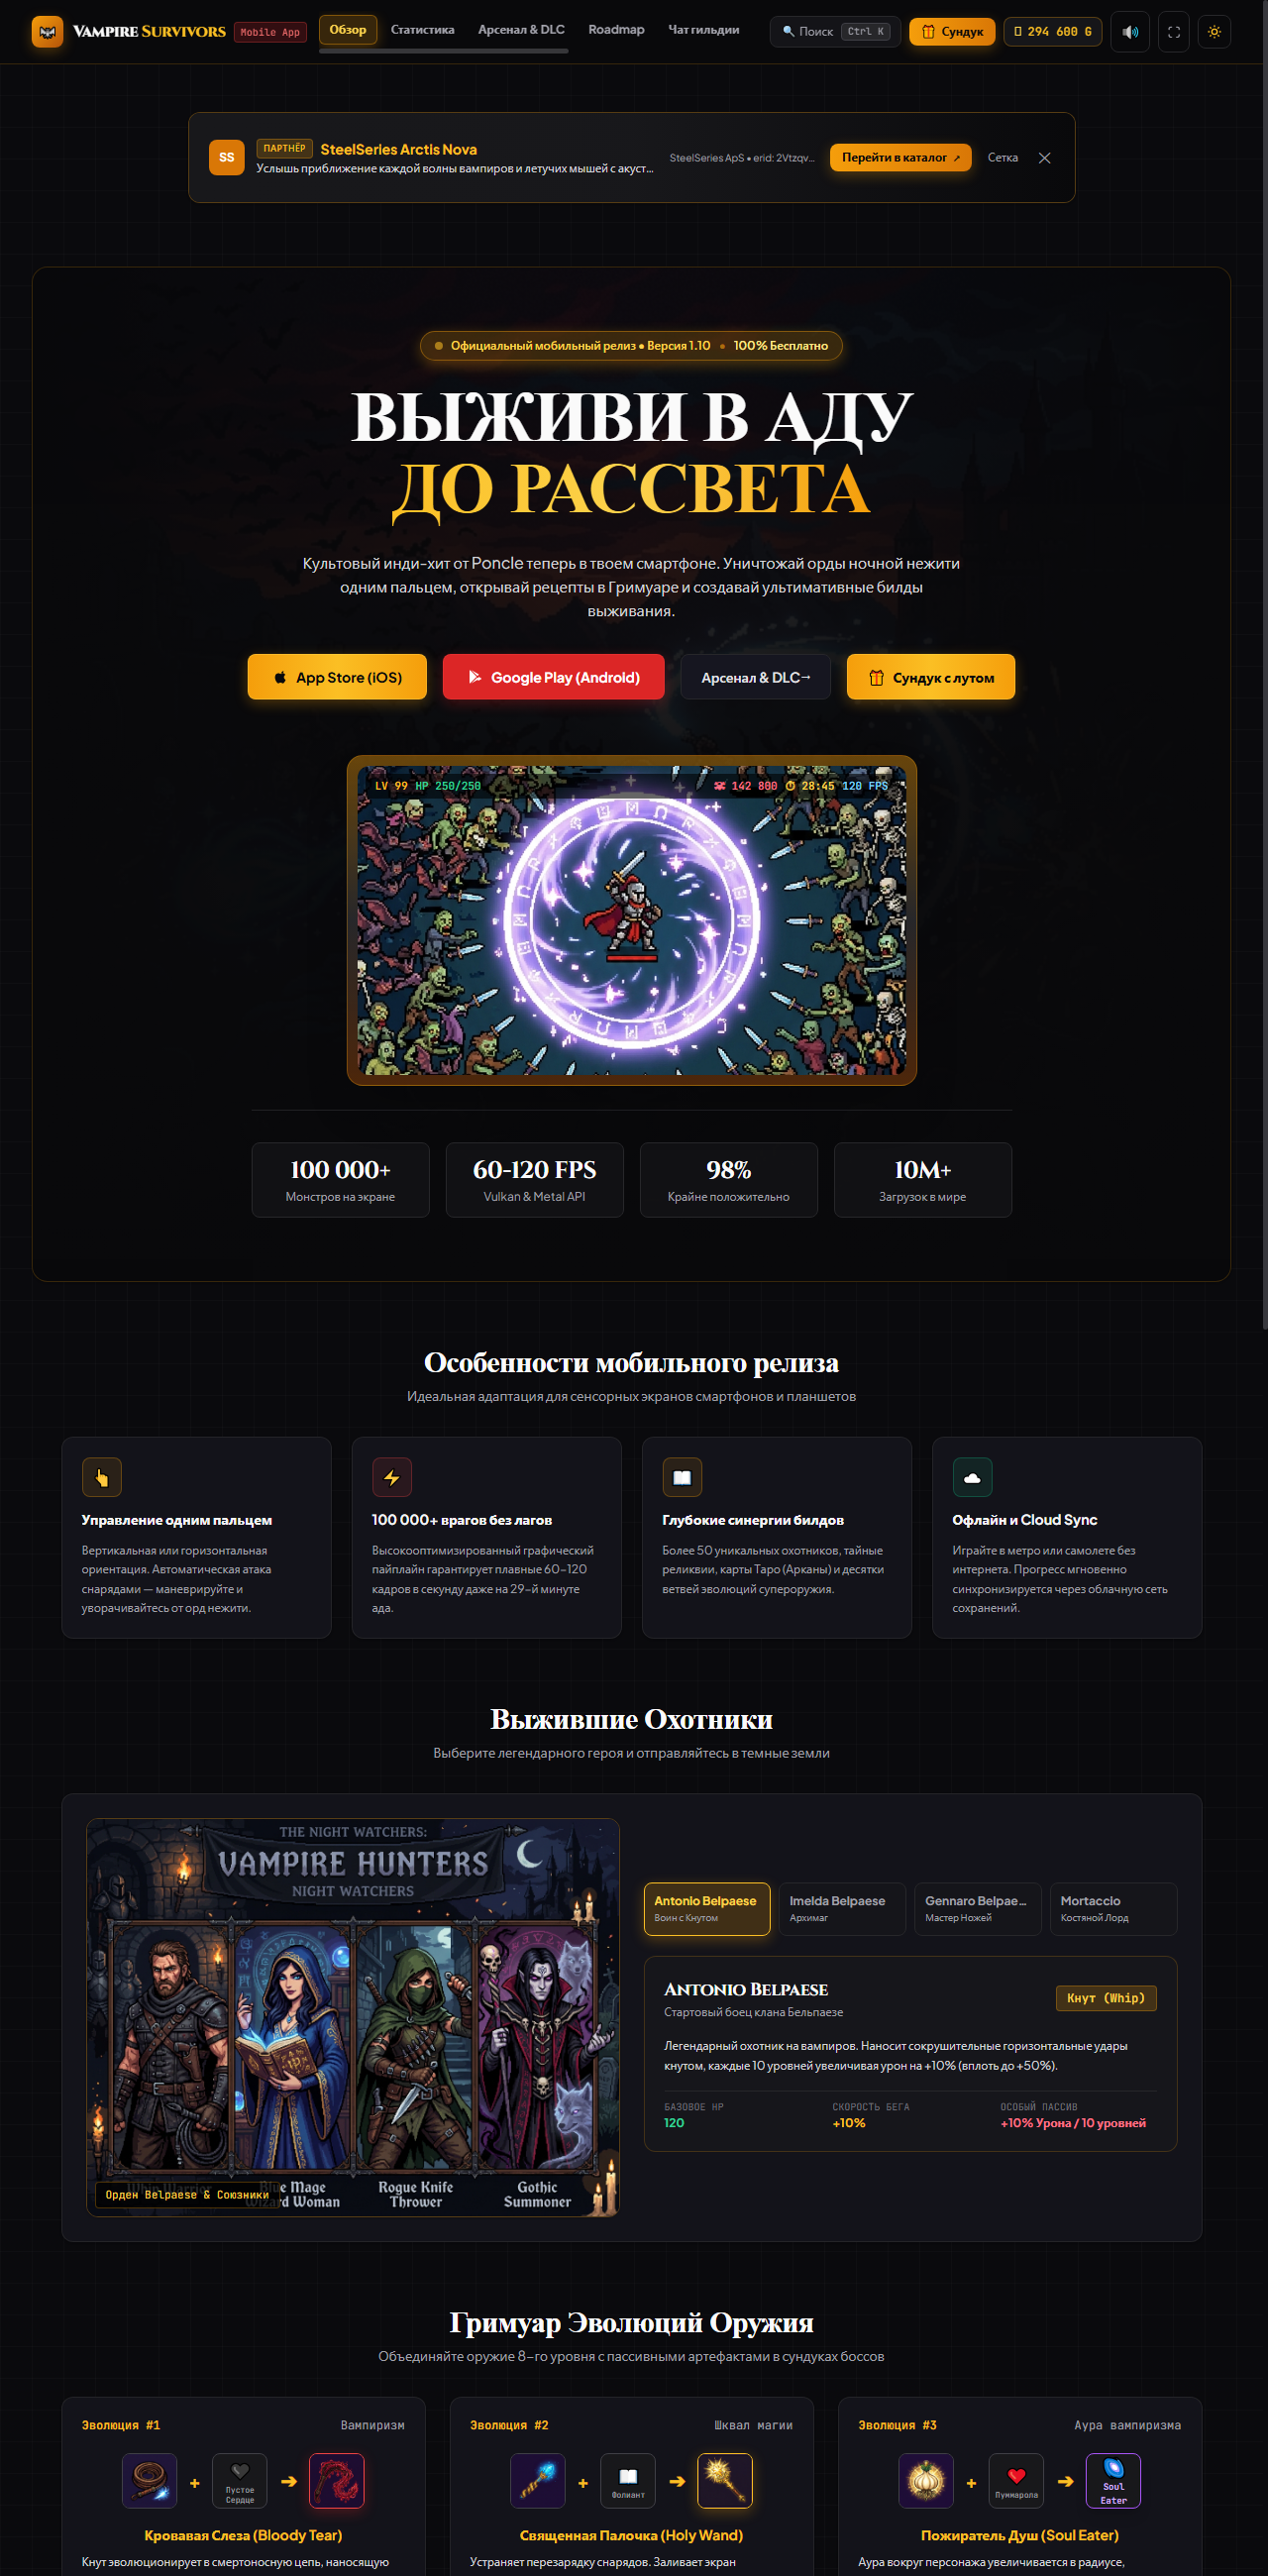 VAMPIRE SURVIVORS Mobile App Обзор Статистика Арсенал & DLC Roadmap Чат гильдии Поиск Ctrl K Сундук 294 600 G
SS ПАРТНЁР SteelSeries Arctis Nova
Услышь приближение каждой волны вампиров и летучих мышей с акуст...
SteelSeries ApS • erid: 2Vtzqv...
Перейти в каталог ↗
Сетка
Официальный мобильный релиз • Версия 1.10 • 100% Бесплатно
ВЫЖИВИ В АДУ
ДО РАССВЕТА
Культовый инди-хит от Poncle теперь в твоем смартфоне. Уничтожай орды ночной нежити
одним пальцем, открывай рецепты в Гримуаре и создавай ультимативные билды
выживания.
App Store (iOS) Google Play (Android) Арсенал & DLC→ Сундук с лутом
LV 99 HP 250/250 142 800 28:45 120 FPS
100 000+ 60-120 FPS 98% 10M+
Монстров на экране Vulkan & Metal API Крайне положительно Загрузок в мире
Особенности мобильного релиза
Идеальная адаптация для сенсорных экранов смартфонов и планшетов
Управление одним пальцем
Вертикальная или горизонтальная
ориентация. Автоматическая атака
снарядами — маневрируйте и
уворачивайтесь от орд нежити.
100 000+ врагов без лагов
Высокооптимизированный графический
пайплайн гарантирует плавные 60–120
кадров в секунду даже на 29-й минуте
ада.
Глубокие синергии билдов
Более 50 уникальных охотников, тайные
реликвии, карты Таро (Арканы) и десятки
ветвей эволюций супероружия.
Офлайн и Cloud Sync
Играйте в метро или самолете без
интернета. Прогресс мгновенно
синхронизируется через облачную сеть
сохранений.
Выжившие Охотники
Выберите легендарного героя и отправляйтесь в темные земли
THE NIGHT WATCHERS:
VAMPIRE HUNTERS
NIGHT WATCHERS
Blue Mage
Wizard Woman
Rogue Knife
Thrower
Gothic
Summoner
Орден Belpaese & Союзники
Antonio Belpaese Imelda Belpaese Gennaro Belpae... Mortaccio
Воин с Кнутом Архимаг Мастер Ножей Костяной Лорд
ANTONIO BELPAESE
Стартовый боец клана Бельпаезе
Кнут (Whip)
Легендарный охотник на вампиров. Наносит сокрушительные горизонтальные удары
кнутом, каждые 10 уровней увеличивая урон на +10% (вплоть до +50%).
БАЗОВОЕ HP СКОРОСТЬ БЕГА ОСОБЫЙ ПАССИВ
120 +10% +10% Урона / 10 уровней
Гримуар Эволюций Оружия
Объединяйте оружие 8-го уровня с пассивными артефактами в сундуках боссов
Эволюция #1 Вампиризм
+ Пустое
Сердце ➔
Кровавая Слеза (Bloody Tear)
Кнут эволюционирует в смертоносную цепь, наносящую
Эволюция #2 Шквал магии
+ Фолиант ➔
Священная Палочка (Holy Wand)
Устраняет перезарядку снарядов. Заливает экран
Эволюция #3 Аура вампиризма
+ Пуммарола ➔ Soul
Eater
Пожиратель Душ (Soul Eater)
Аура вокруг персонажа увеличивается в радиусе,